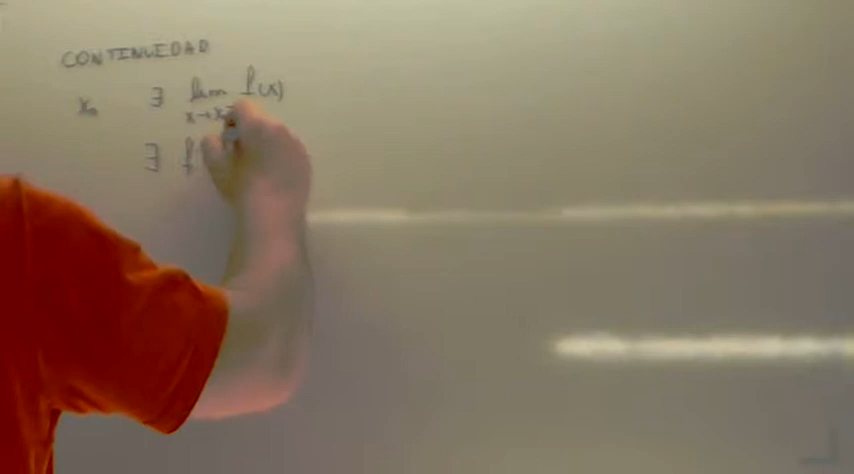 CONTINUIDAD
x₀ ∃ lim f(x)
x→x₀
∃ f(